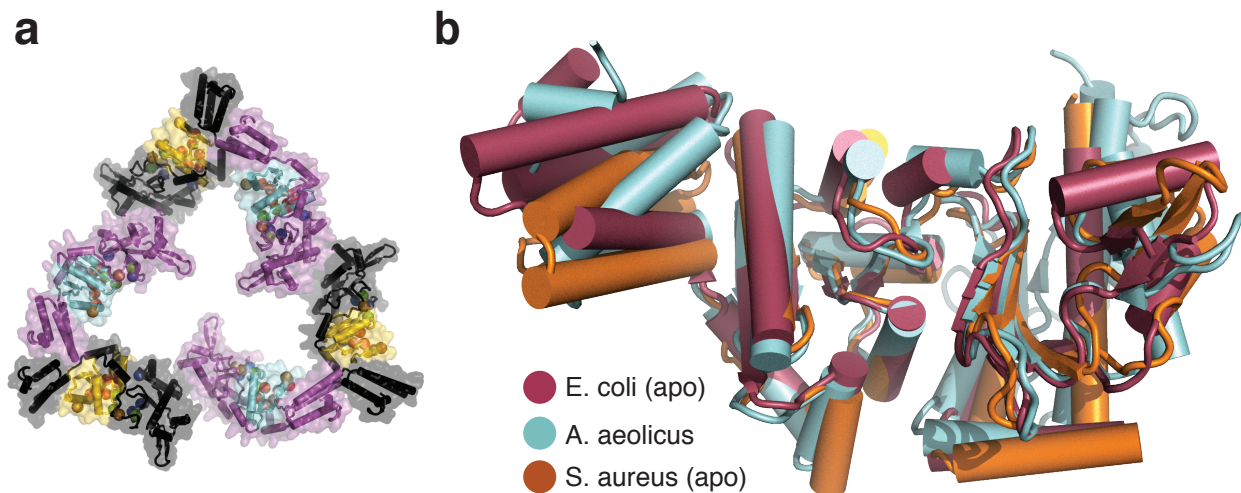 a
b
E. coli (apo)
A. aeolicus
S. aureus (apo)